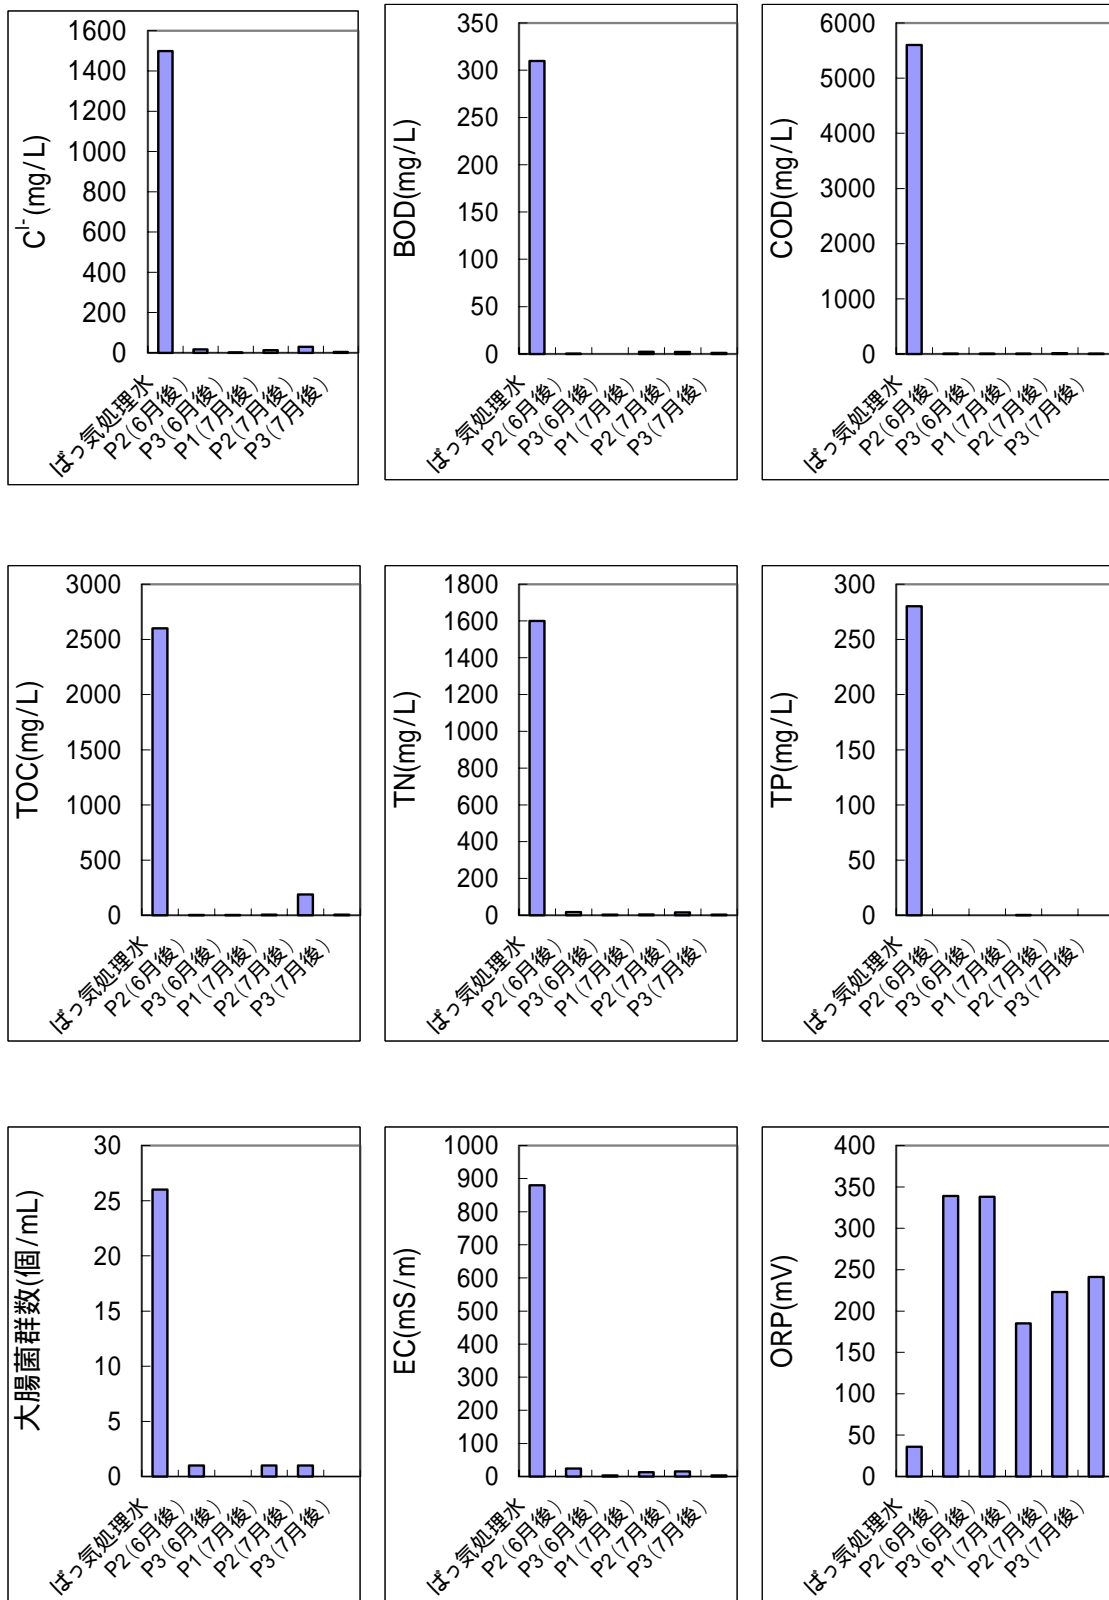 Cl-(mg/L)
1600
1400
1200
1000
800
600
400
200
0
ばっ気処理水
P2(6月後)
P3(6月後)
P1(7月後)
P2(7月後)
P3(7月後)
BOD(mg/L)
350
300
250
200
150
100
50
0
ばっ気処理水
P2(6月後)
P3(6月後)
P1(7月後)
P2(7月後)
P3(7月後)
COD(mg/L)
6000
5000
4000
3000
2000
1000
0
ばっ気処理水
P2(6月後)
P3(6月後)
P1(7月後)
P2(7月後)
P3(7月後)
TOC(mg/L)
3000
2500
2000
1500
1000
500
0
ばっ気処理水
P2(6月後)
P3(6月後)
P1(7月後)
P2(7月後)
P3(7月後)
TN(mg/L)
1800
1600
1400
1200
1000
800
600
400
200
0
ばっ気処理水
P2(6月後)
P3(6月後)
P1(7月後)
P2(7月後)
P3(7月後)
TP(mg/L)
300
250
200
150
100
50
0
ばっ気処理水
P2(6月後)
P3(6月後)
P1(7月後)
P2(7月後)
P3(7月後)
大腸菌群数(個/mL)
30
25
20
15
10
5
0
ばっ気処理水
P2(6月後)
P3(6月後)
P1(7月後)
P2(7月後)
P3(7月後)
EC(mS/m)
1000
900
800
700
600
500
400
300
200
100
0
ばっ気処理水
P2(6月後)
P3(6月後)
P1(7月後)
P2(7月後)
P3(7月後)
ORP(mV)
400
350
300
250
200
150
100
50
0
ばっ気処理水
P2(6月後)
P3(6月後)
P1(7月後)
P2(7月後)
P3(7月後)